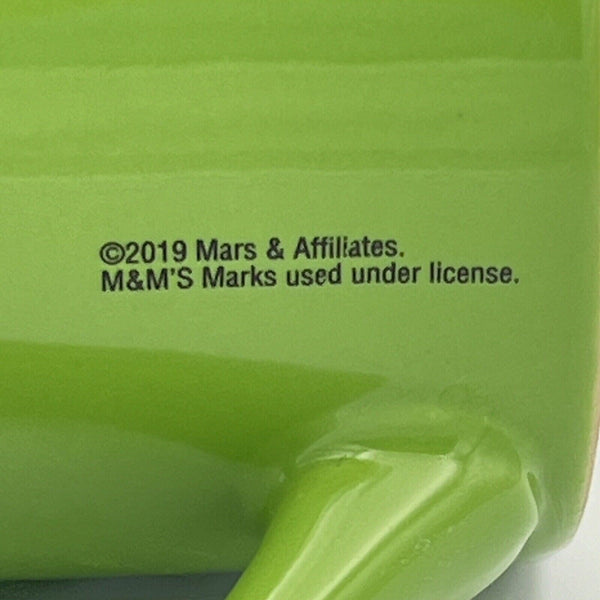 ©2019 Mars & Affiliates.
M&M'S Marks used under license.